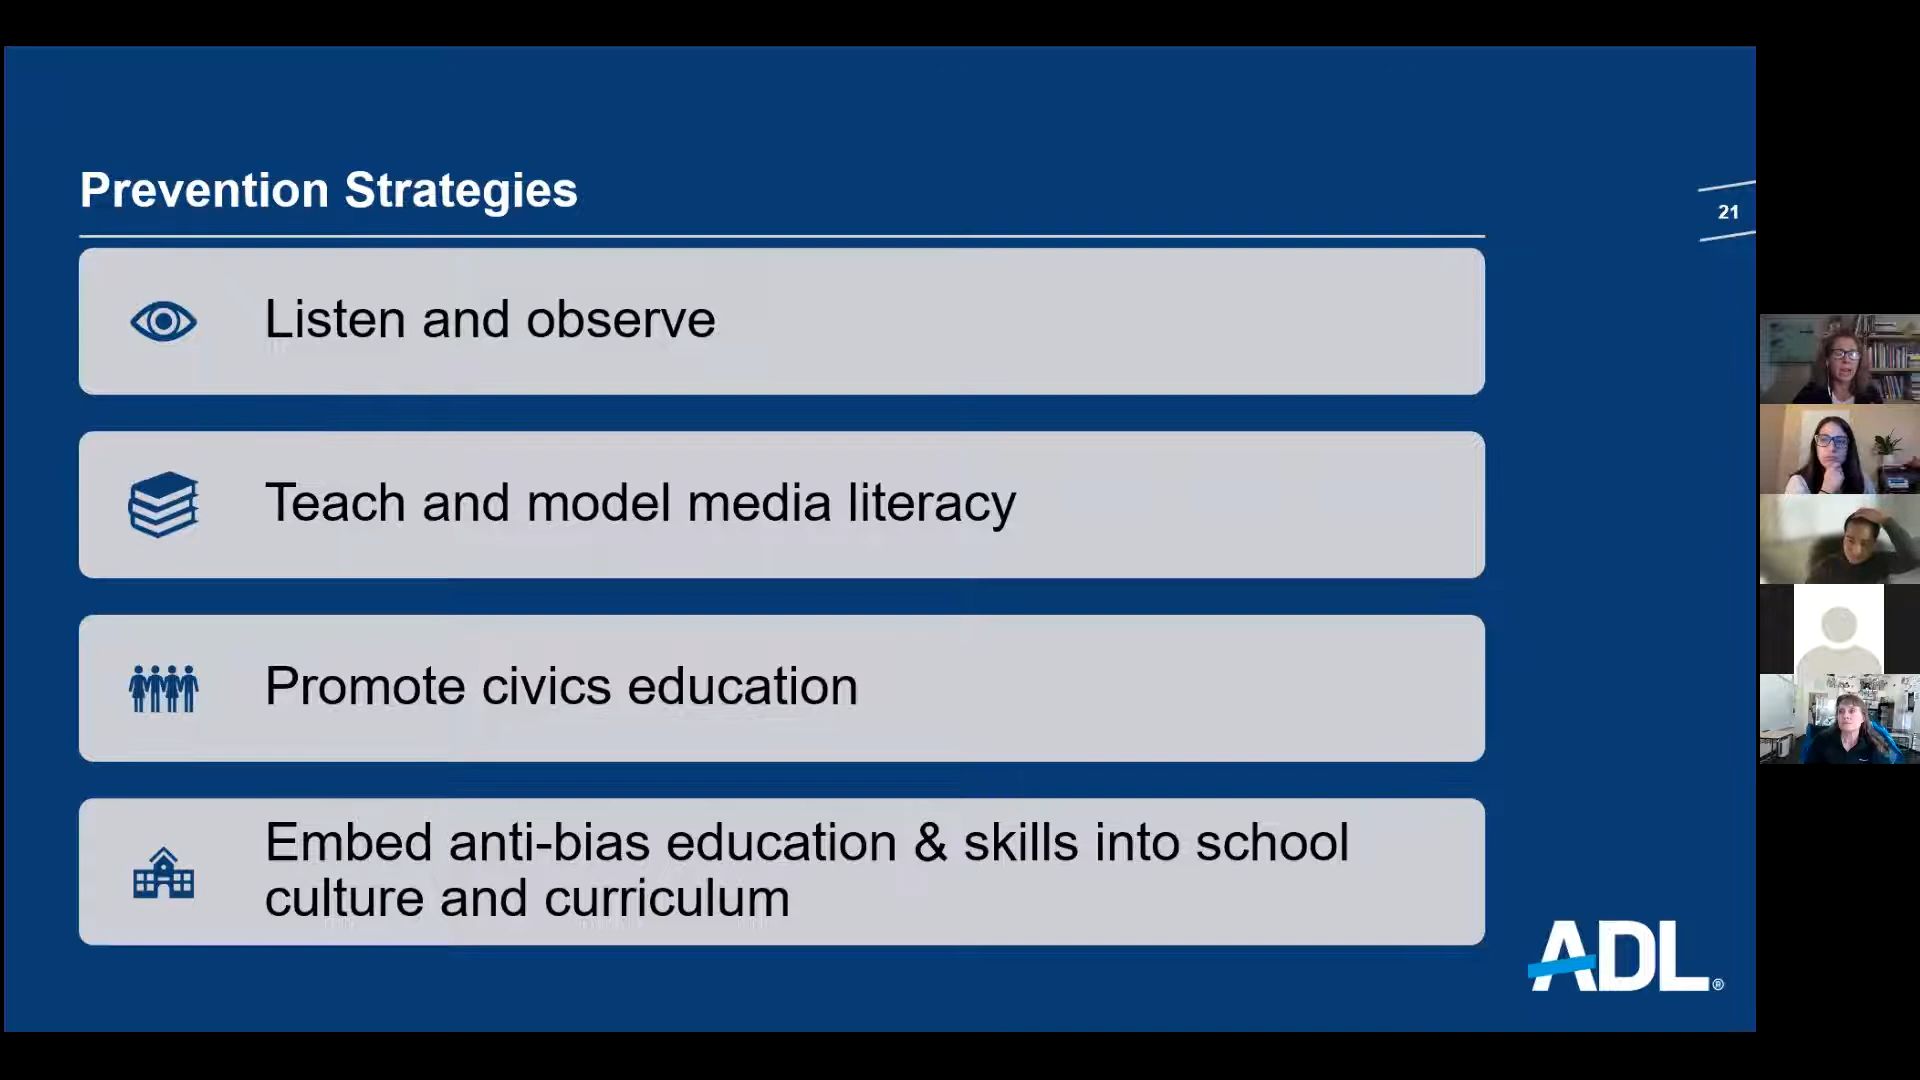 Prevention Strategies
21
Listen and observe
Teach and model media literacy
Promote civics education
Embed anti-bias education & skills into school
culture and curriculum
ADL®